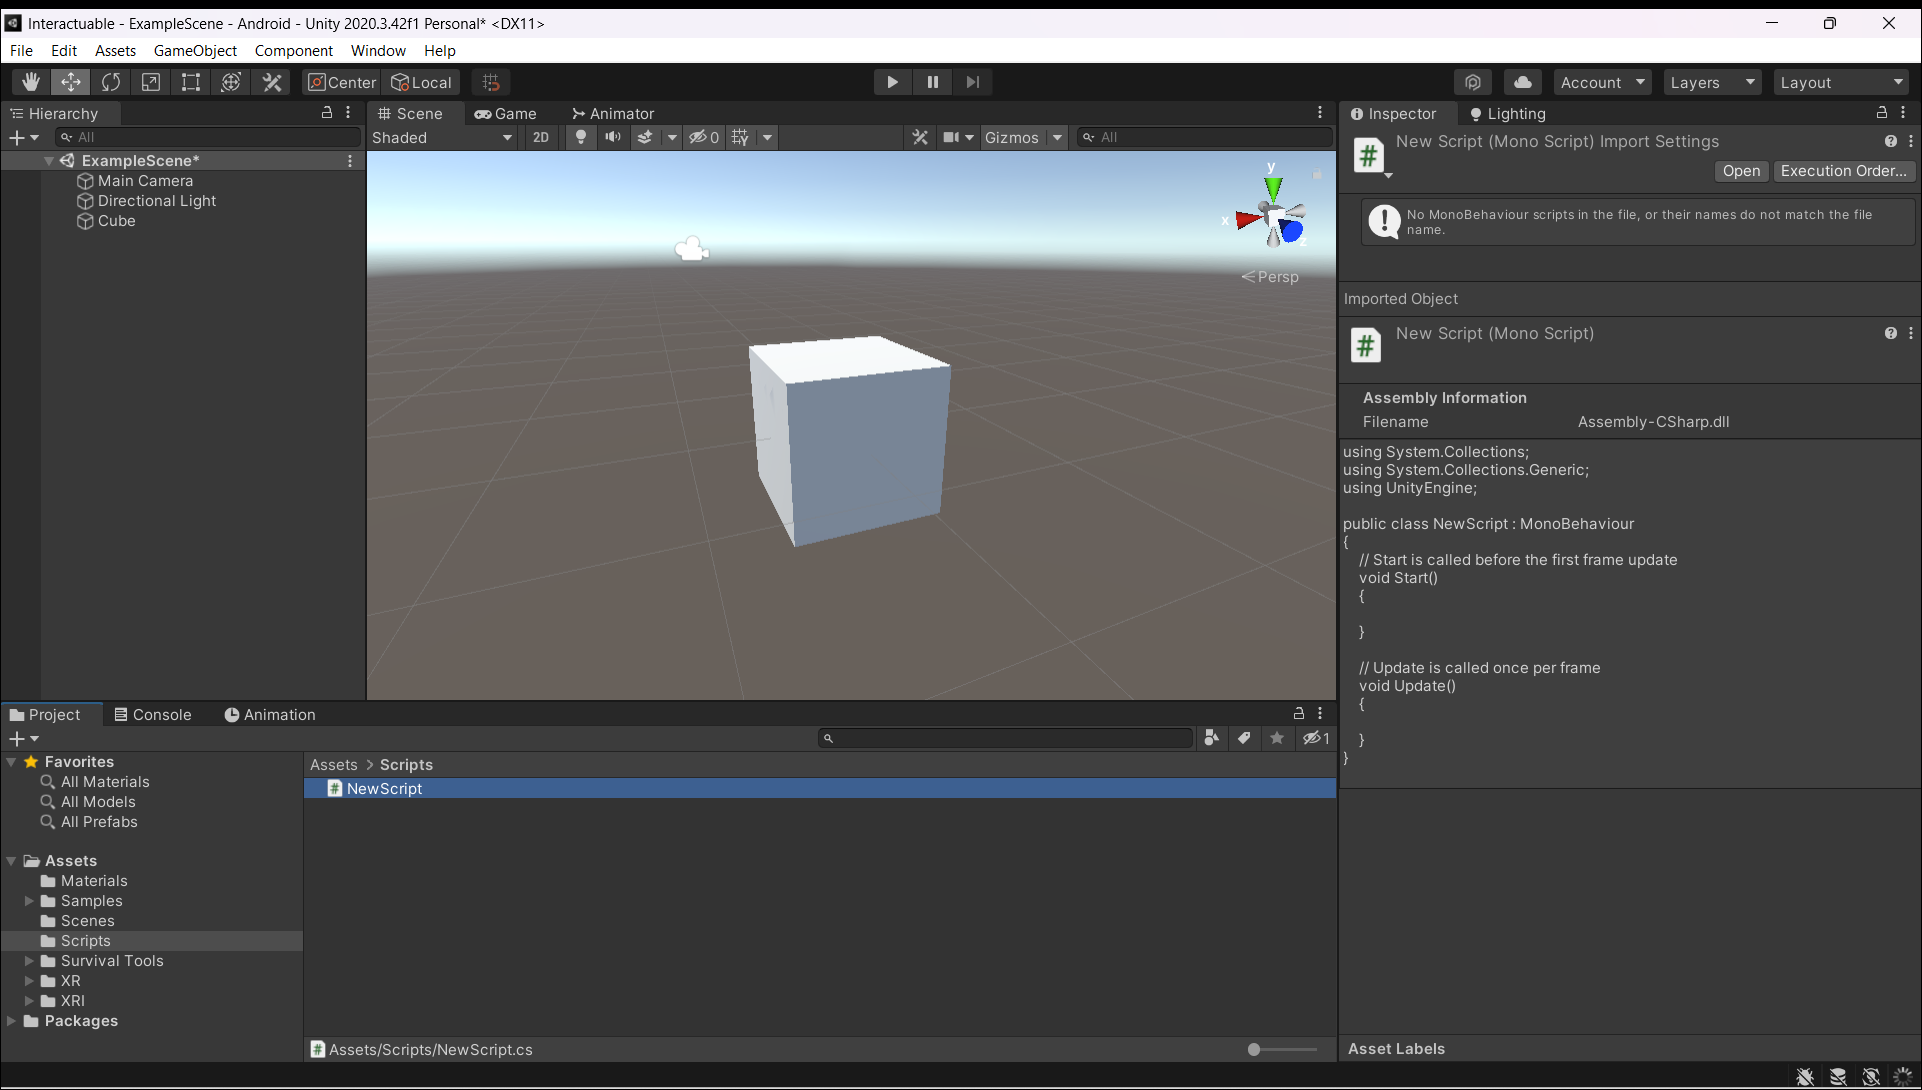 Interactuable - ExampleScene - Android - Unity 2020.3.42f1 Personal* <DX11>
File Edit Assets GameObject Component Window Help
Center Local Account Layers Layout
Hierarchy
All
ExampleScene*
Main Camera
Directional Light
Cube
Scene Game Animator
Shaded 2D 0 Gizmos All
y
x
z
Persp
Inspector Lighting
New Script (Mono Script) Import Settings
Open Execution Order...
No MonoBehaviour scripts in the file, or their names do not match the file
name.
Imported Object
New Script (Mono Script)
Assembly Information
Filename Assembly-CSharp.dll
using System.Collections;
using System.Collections.Generic;
using UnityEngine;
public class NewScript : MonoBehaviour
{
// Start is called before the first frame update
void Start()
{
}
// Update is called once per frame
void Update()
{
}
}
Asset Labels
Project Console Animation
1
Favorites
All Materials
All Models
All Prefabs
Assets
Materials
Samples
Scenes
Scripts
Survival Tools
XR
XRI
Packages
Assets > Scripts
# NewScript
# Assets/Scripts/NewScript.cs